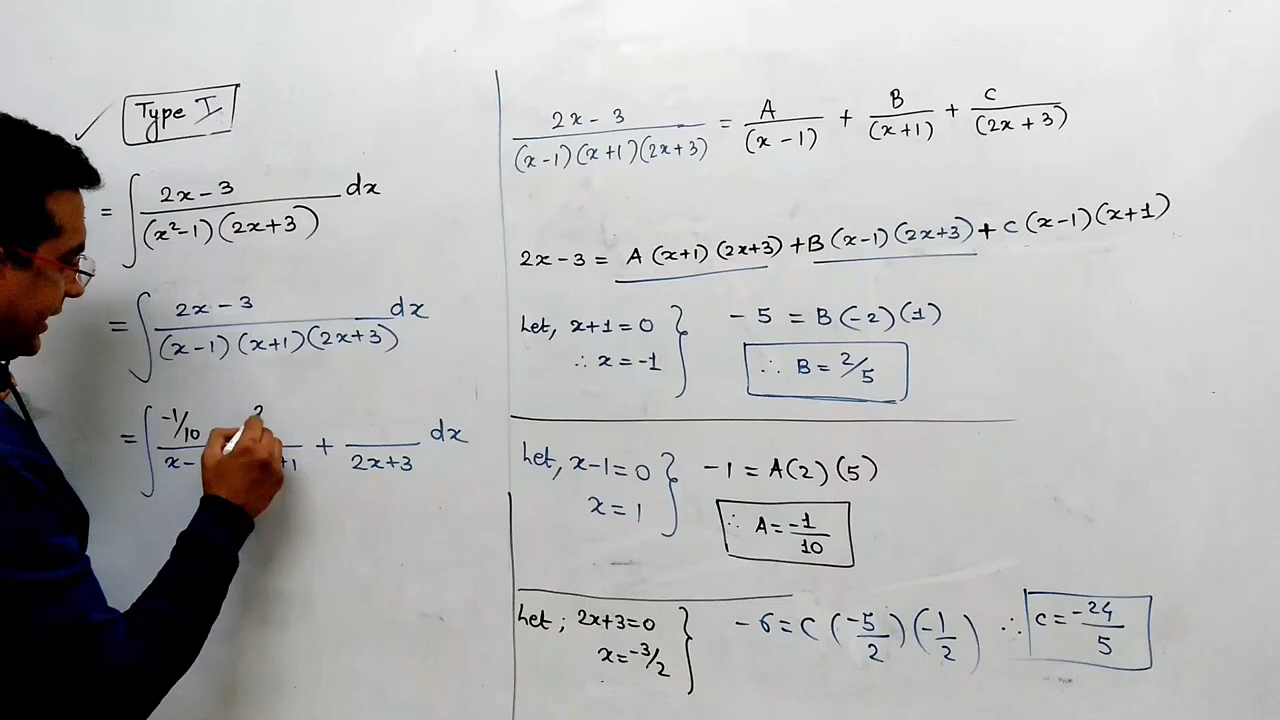 Type I
= ∫ 2x - 3 / (x²-1)(2x+3) dx
= ∫ 2x - 3 / (x-1)(x+1)(2x+3) dx
= ∫ -1/10 / x- +1 + / 2x+3 dx
2x - 3 / (x-1)(x+1)(2x+3) = A / (x-1) + B / (x+1) + C / (2x+3)
2x - 3 = A(x+1)(2x+3) + B(x-1)(2x+3) + C(x-1)(x+1)
Let, x+1=0 } - 5 = B(-2)(1)
∴ x = -1 ∴ B = 2/5
Let, x-1=0 } -1 = A(2)(5)
x = 1 ∴ A = -1/10
Let; 2x+3=0 } - 6 = C(-5/2)(-1/2) ∴ C = -24/5
x = -3/2